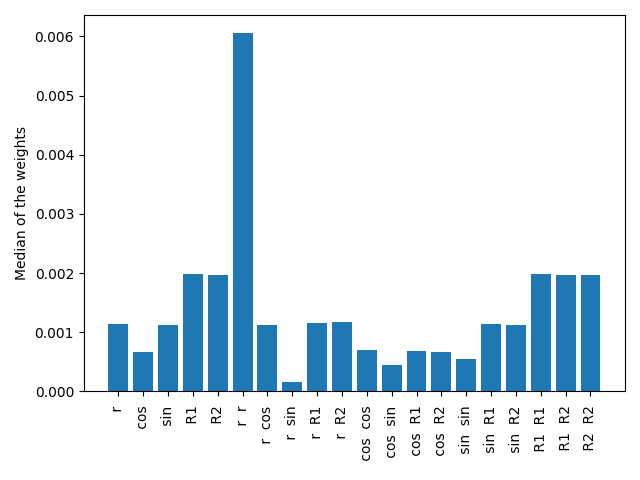 0.006
0.005
0.004
0.003
0.002
0.001
0.000
Median of the weights
r
cos
sin
R1
R2
r r
r cos
r sin
r R1
r R2
cos cos
cos sin
cos R1
cos R2
sin sin
sin R1
sin R2
R1 R1
R1 R2
R2 R2